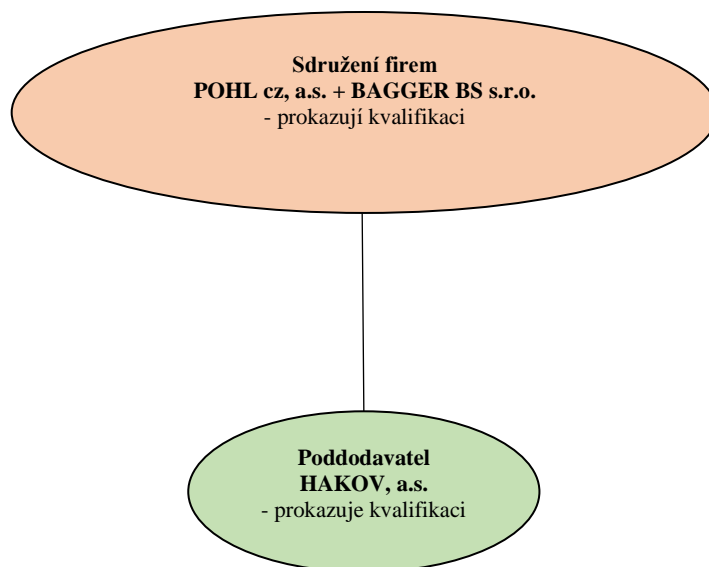 Sdružení firem
POHL cz, a.s. + BAGGER BS s.r.o.
- prokazují kvalifikaci
Poddodavatel
HAKOV, a.s.
- prokazuje kvalifikaci